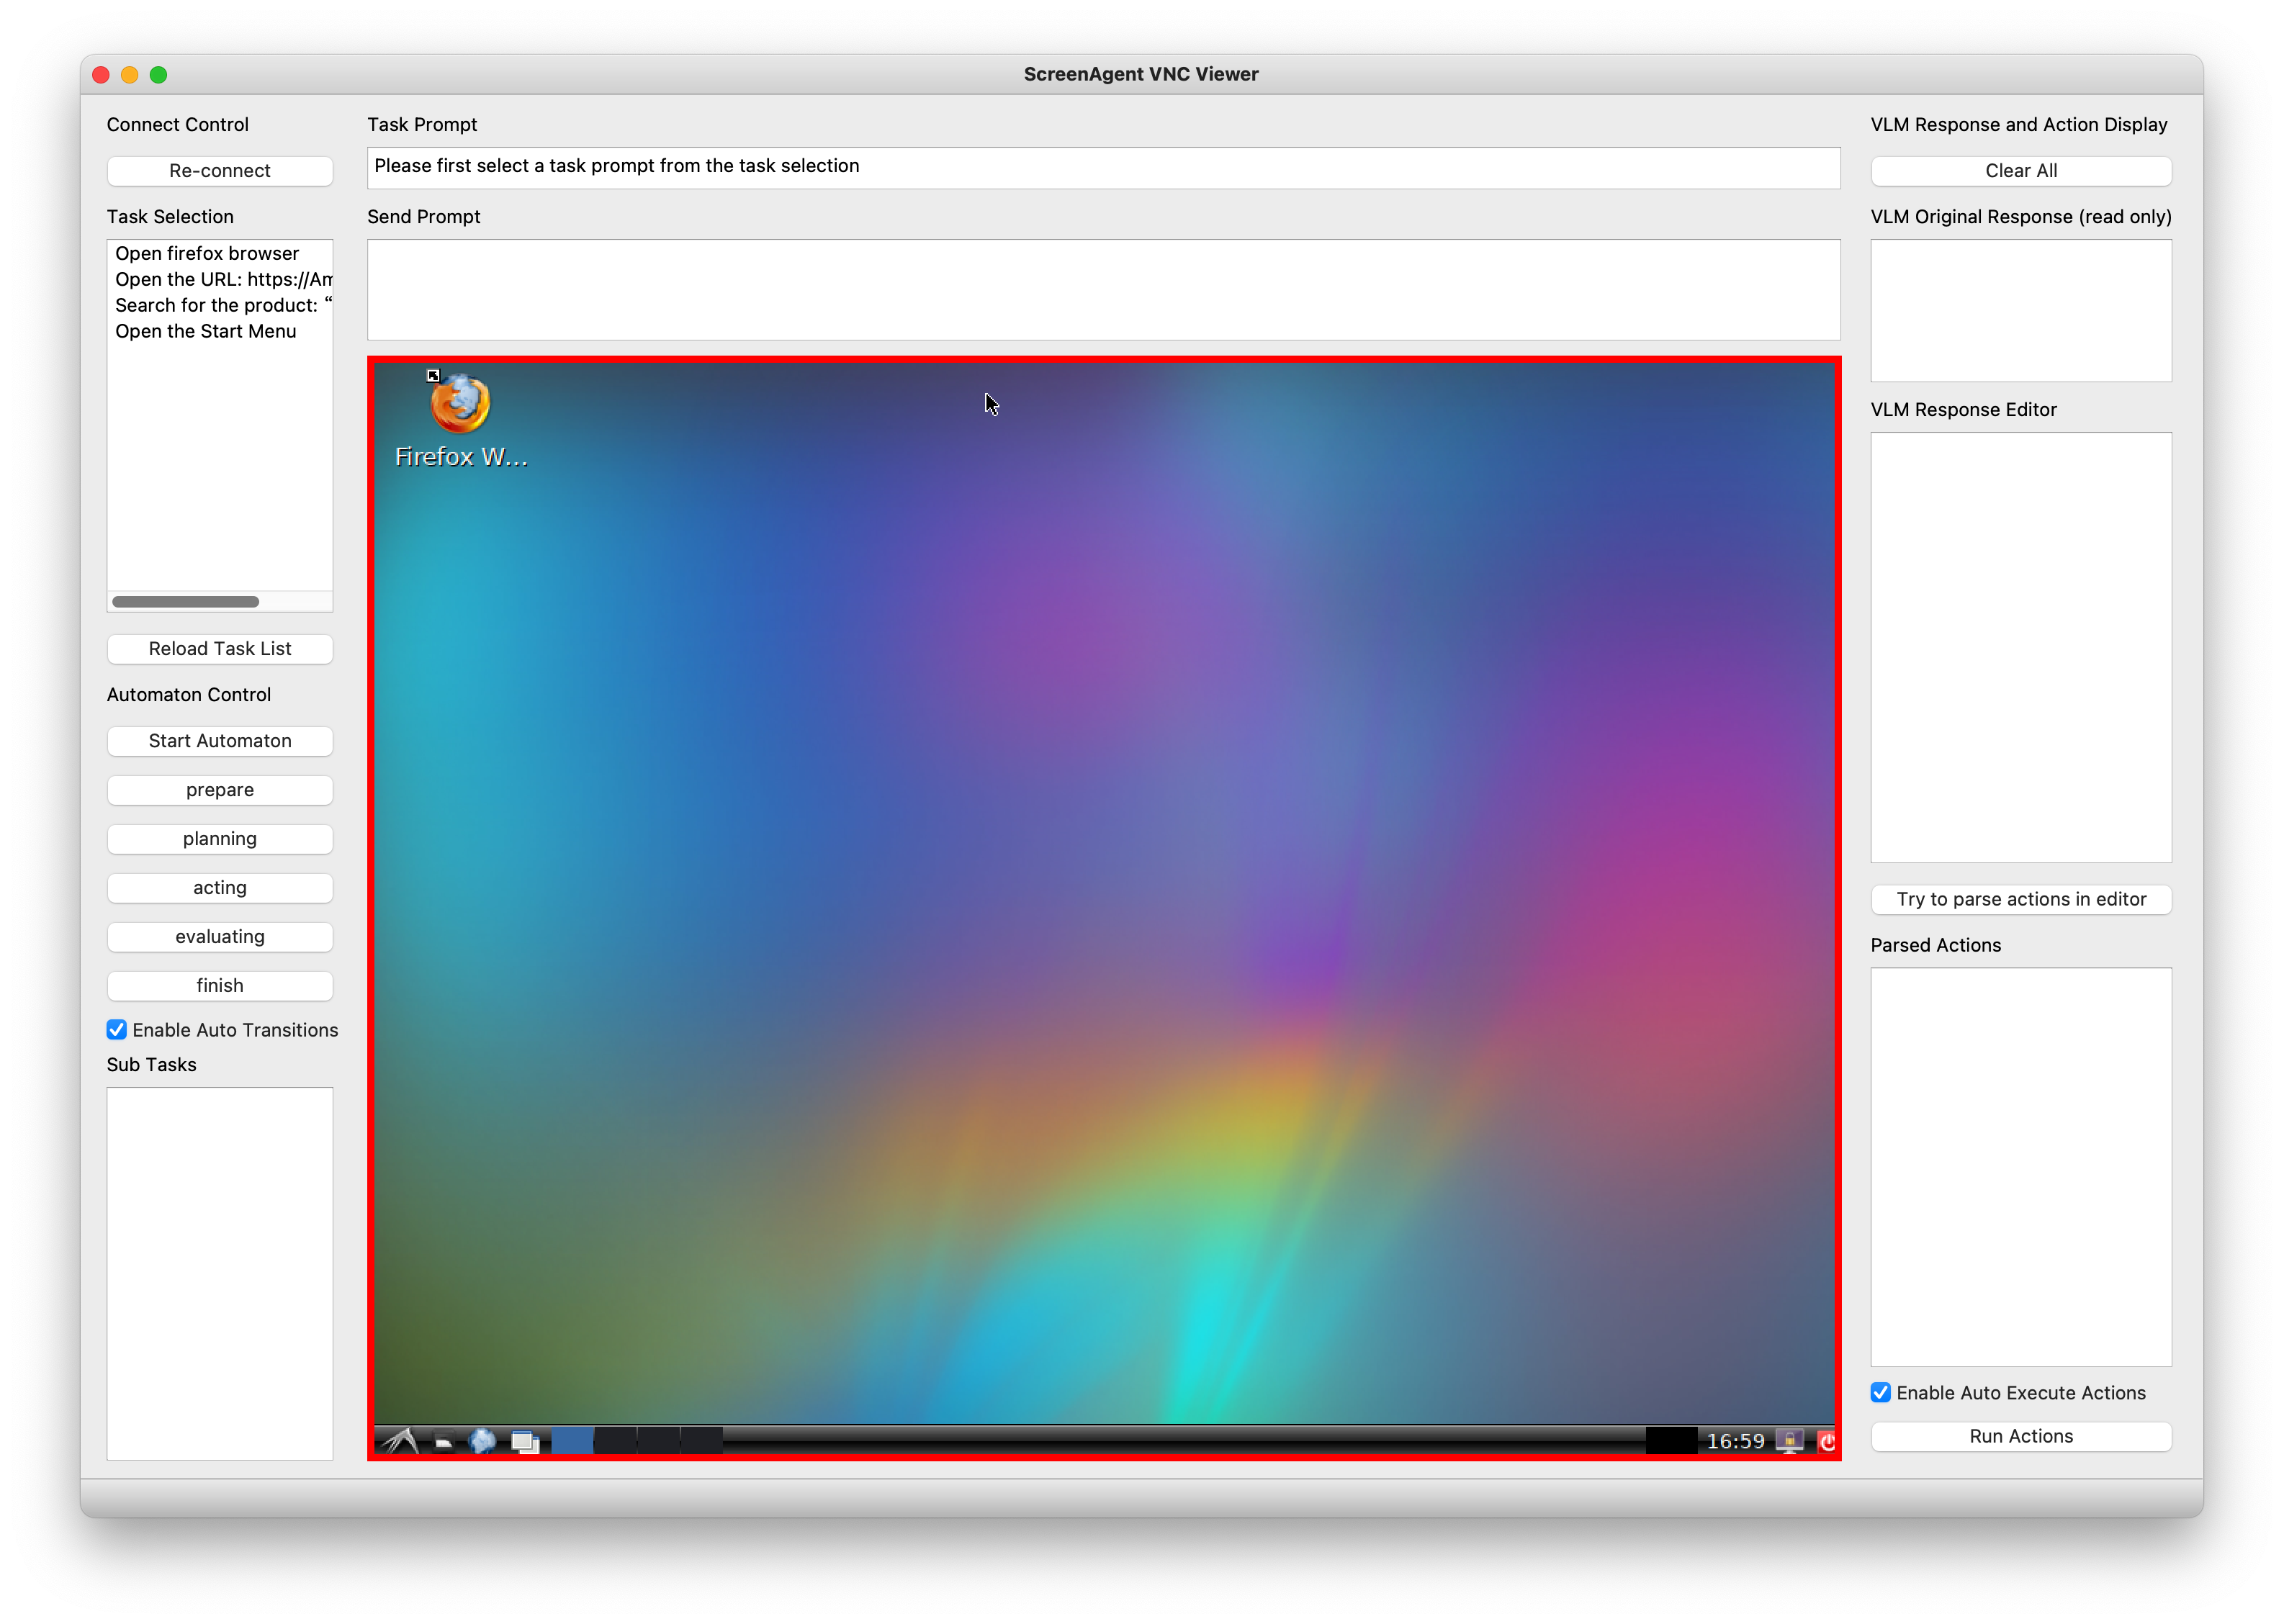 ScreenAgent VNC Viewer
Connect Control
Re-connect
Task Selection
Open firefox browser
Open the URL: https://Am
Search for the product: “
Open the Start Menu
Reload Task List
Automaton Control
Start Automaton
prepare
planning
acting
evaluating
finish
Enable Auto Transitions
Sub Tasks
Task Prompt
Please first select a task prompt from the task selection
Send Prompt
Firefox W...
16:59
VLM Response and Action Display
Clear All
VLM Original Response (read only)
VLM Response Editor
Try to parse actions in editor
Parsed Actions
Enable Auto Execute Actions
Run Actions